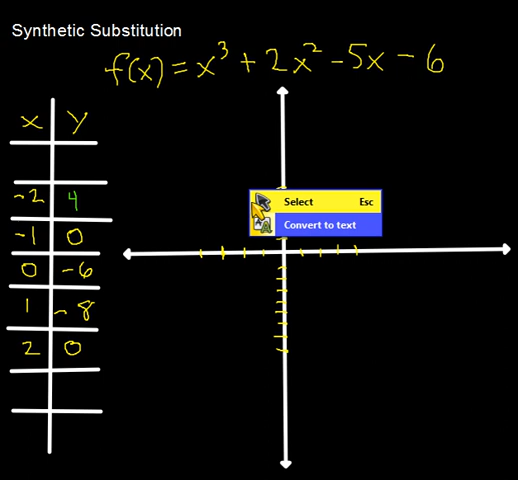 Synthetic Substitution
f(x) = x³ + 2x² - 5x - 6
x y
-2 4
-1 0
0 -6
1 -8
2 0
Select Esc
Convert to text